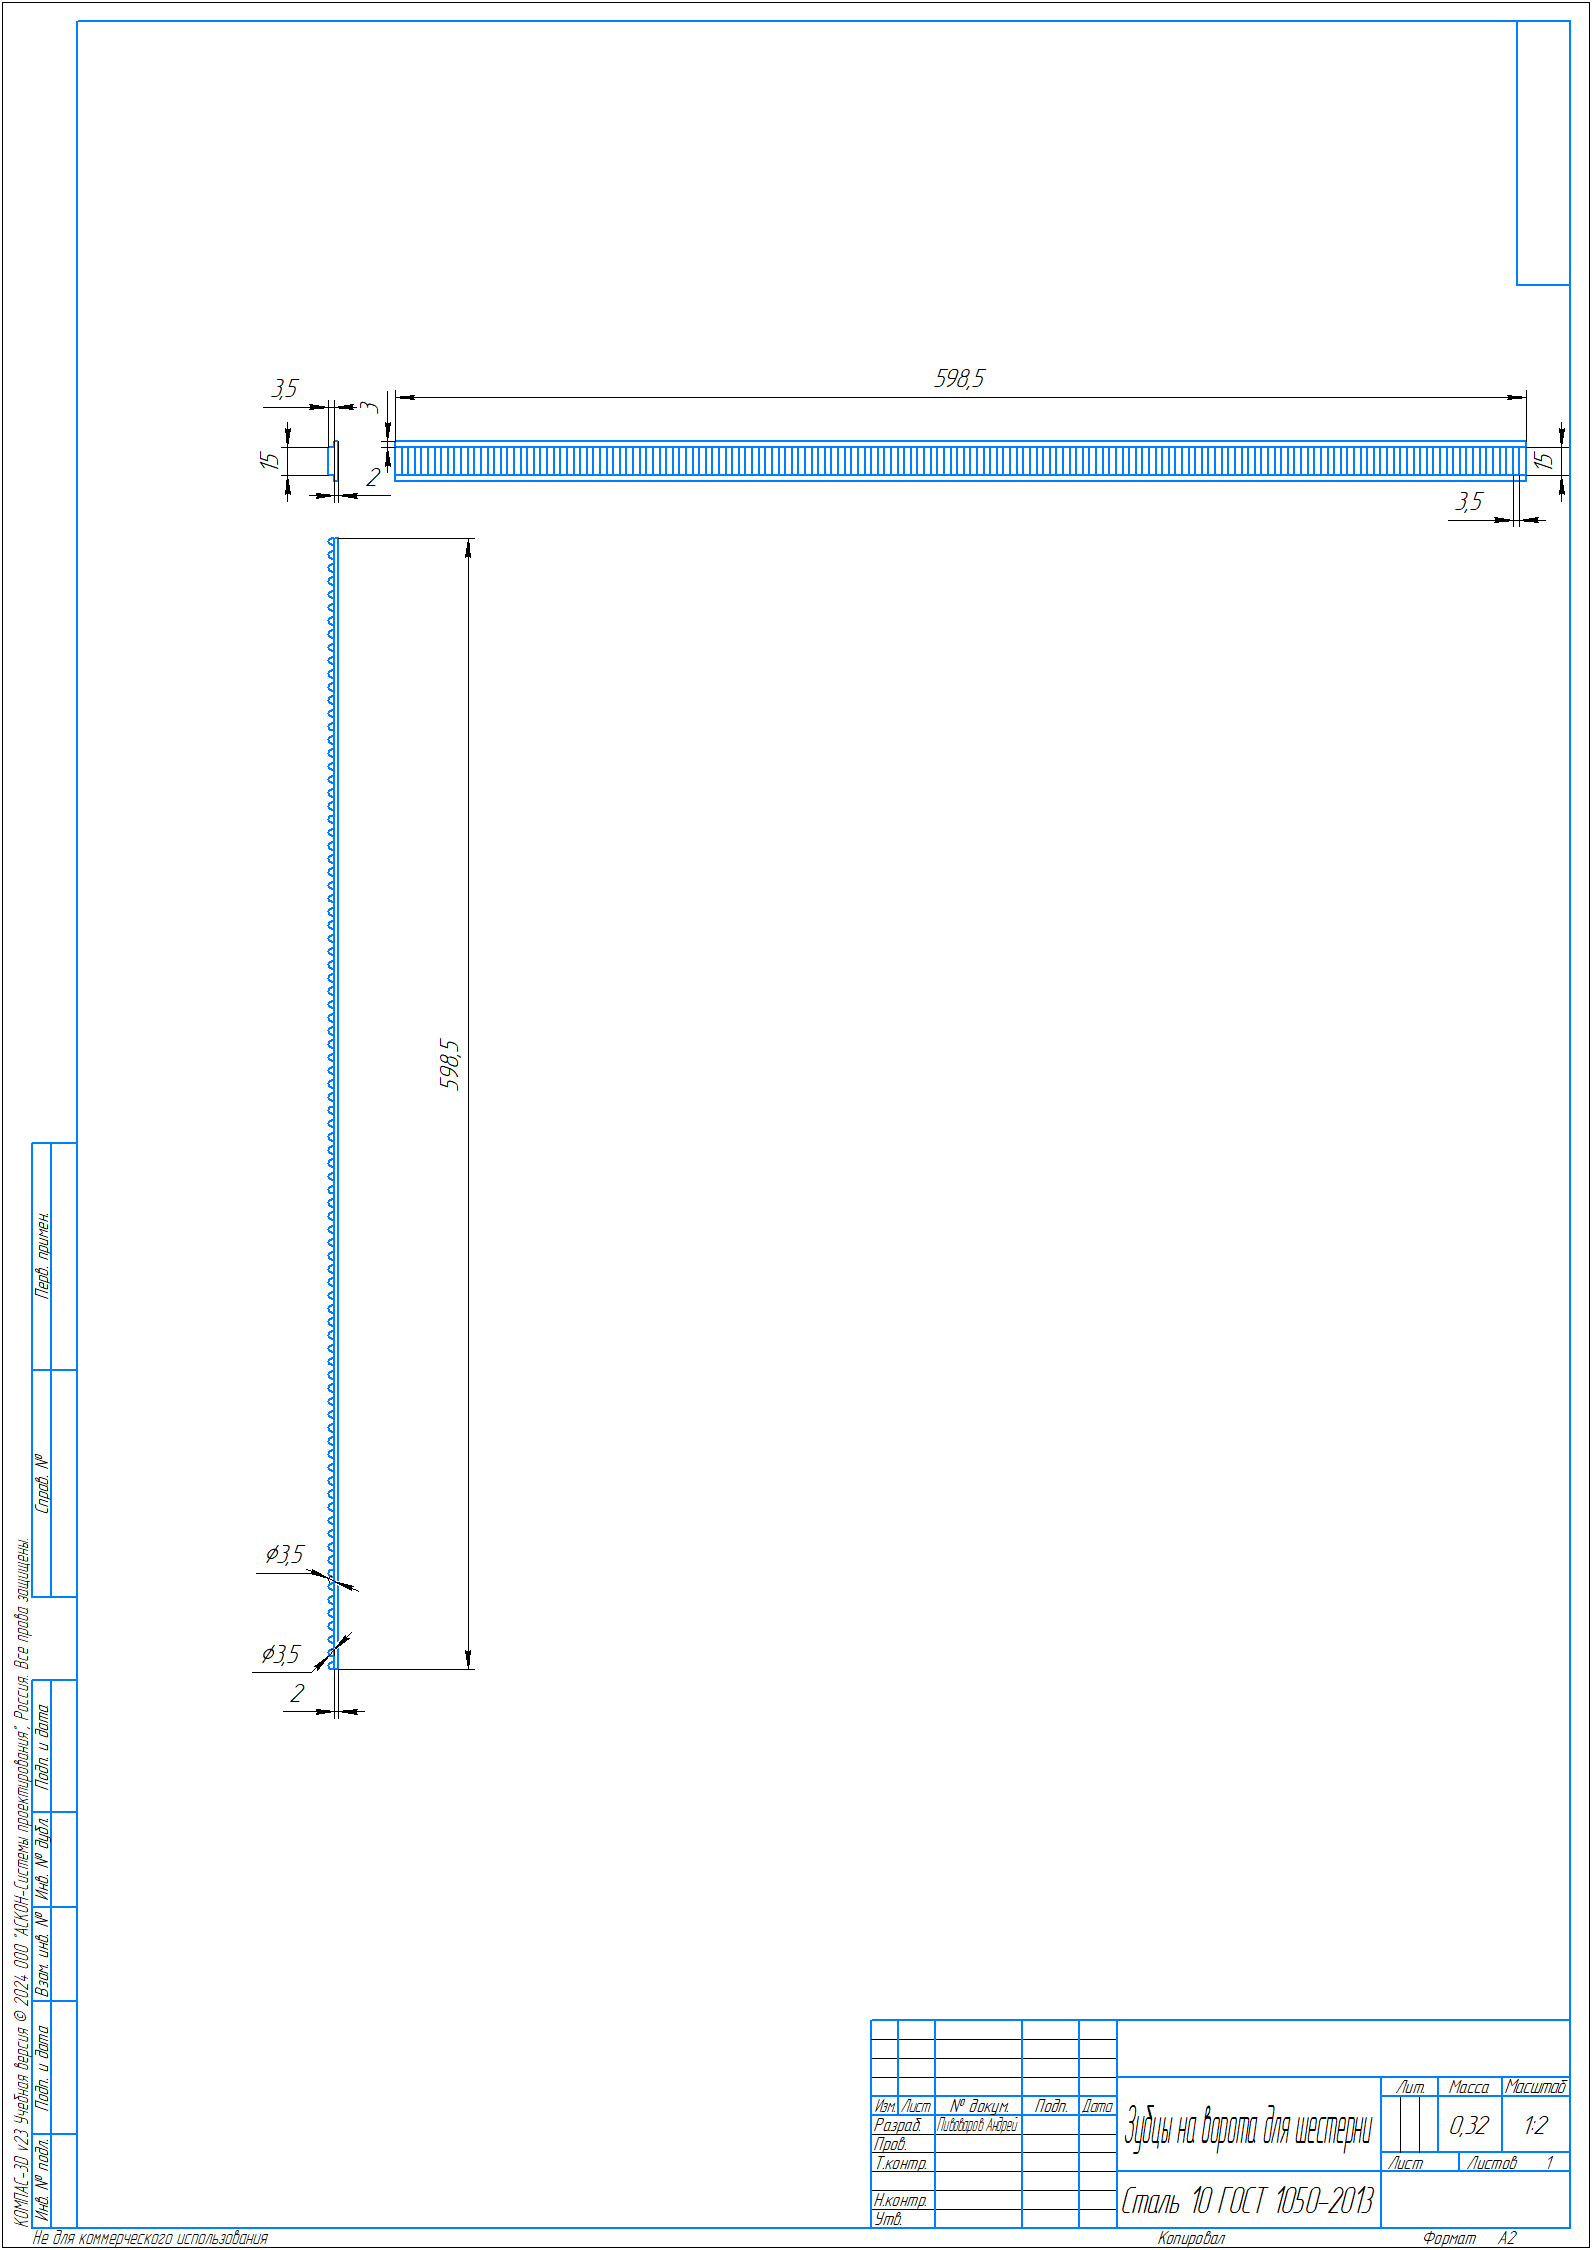 598,5
3,5
3
15
2
15
3,5
598,5
⌀3,5
⌀3,5
2
Перв. примен.
Справ. №
Подп. и дата
Инв. № дубл.
Взам. инв. №
Подп. и дата
Инв. № подл.
КОМПАС-3D v23 Учебная версия © 2024 ООО "АСКОН-Системы проектирования", Россия. Все права защищены.
Лит. Масса Масштаб
Изм. Лист № докум. Подп. Дата
Разраб. Пивоваров Андрей
Зубцы на ворота для шестерни
0,32 1:2
Пров.
Т.контр.
Лист Листов 1
Н.контр.
Сталь 10 ГОСТ 1050-2013
Утв.
Не для коммерческого использования
Копировал
Формат А2